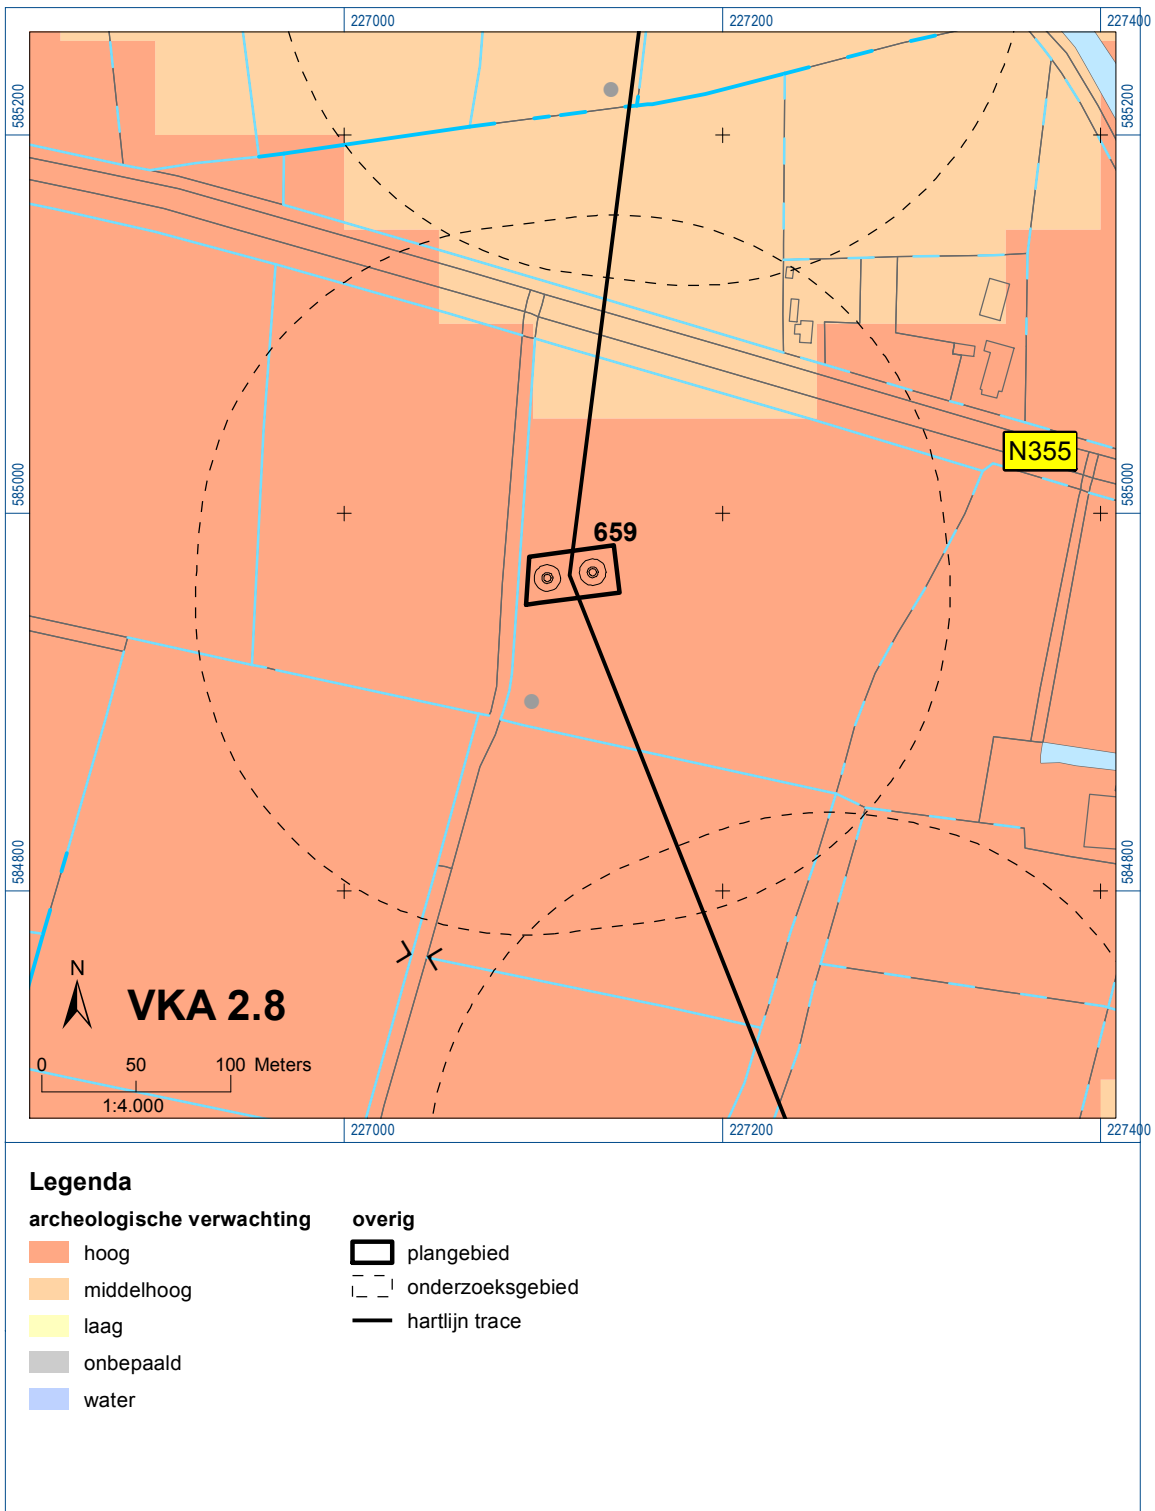 227000
227200
227400
585200
585200
585000
585000
N355
659
584800
584800
N
VKA 2.8
0 50 100 Meters
1:4.000
227000
227200
227400
Legenda
archeologische verwachting
hoog
middelhoog
laag
onbepaald
water
overig
plangebied
onderzoeksgebied
hartlijn trace